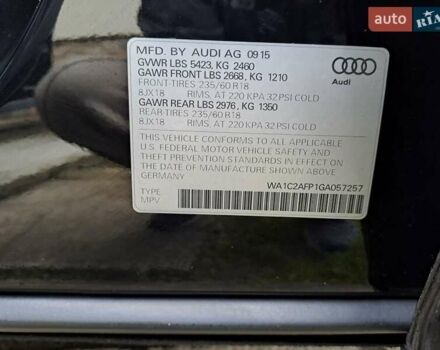 MFD. BY AUDI AG 09 15
GVWR LBS 5423, KG 2460
GAWR FRONT LBS 2668, KG 1210
FRONT-TIRES 235/60 R18
8JX18 RIMS, AT 220 KPA 32 PSI COLD
GAWR REAR LBS 2976, KG 1350
REAR-TIRES 235/60 R18
8JX18 RIMS, AT 220 KPA 32 PSI COLD
THIS VEHICLE CONFORMS TO ALL APPLICABLE
U.S. FEDERAL MOTOR VEHICLE SAFETY AND
THEFT PREVENTION STANDARDS IN EFFECT ON
THE DATE OF MANUFACTURE SHOWN ABOVE
GERMANY
WA1C2AFP1GA057257
TYPE:
MPV
Audi
AUTO
RIA